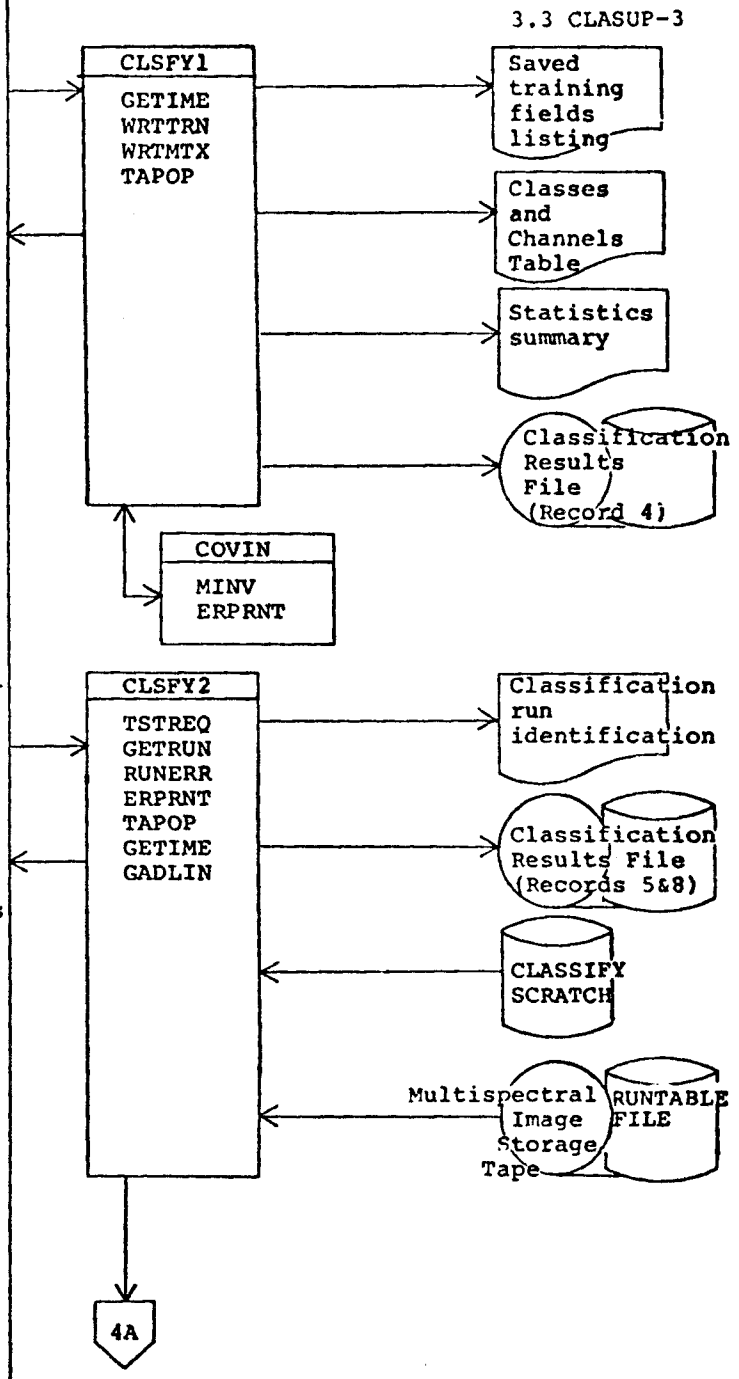 3.3 CLASUP-3
CLSFY1
GETIME
WRTTRN
WRTMTX
TAPOP
Saved
training
fields
listing
Classes
and
Channels
Table
Statistics
summary
Classification
Results
File
(Record 4)
COVIN
MINV
ERPRNT
CLSFY2
TSTREQ
GETRUN
RUNERR
ERPRNT
TAPOP
GETIME
GADLIN
Classification
run
identification
Classification
Results File
(Records 5&8)
s
CLASSIFY
SCRATCH
Multispectral
Image
Storage
Tape
RUNTABLE
FILE
4A